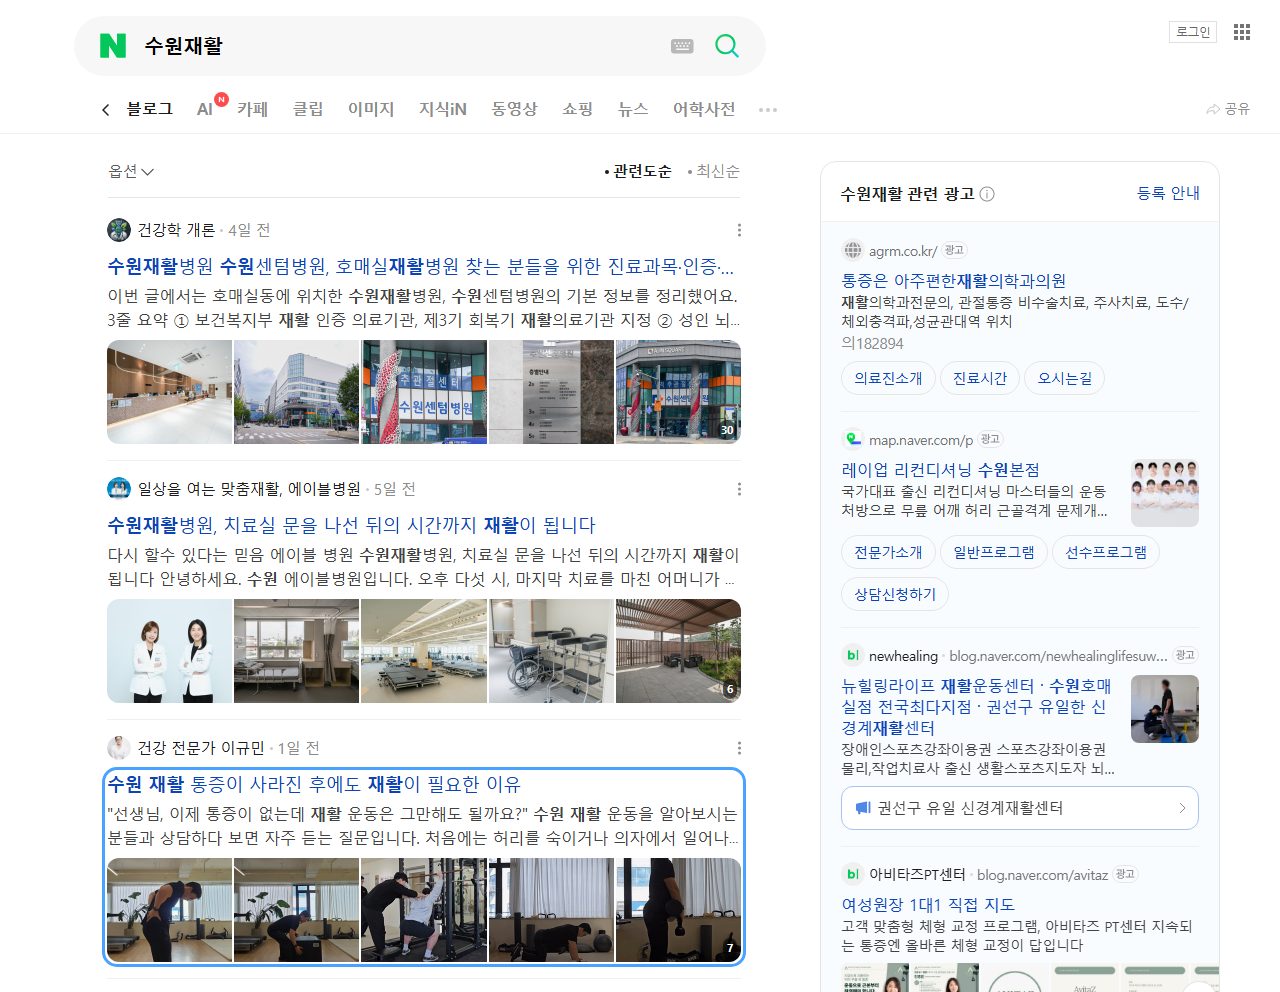 수원재활
로그인
블로그 AI N 카페 클립 이미지 지식iN 동영상 쇼핑 뉴스 어학사전
공유
옵션
• 관련도순 • 최신순
건강학 개론 · 4일 전
수원재활병원 수원센텀병원, 호매실재활병원 찾는 분들을 위한 진료과목·인증·...
이번 글에서는 호매실동에 위치한 수원재활병원, 수원센텀병원의 기본 정보를 정리했어요.
3줄 요약 ① 보건복지부 재활 인증 의료기관, 제3기 회복기 재활의료기관 지정 ② 성인 뇌...
수원센텀병원
층별안내
30
일상을 여는 맞춤재활, 에이블병원 · 5일 전
수원재활병원, 치료실 문을 나선 뒤의 시간까지 재활이 됩니다
다시 할수 있다는 믿음 에이블 병원 수원재활병원, 치료실 문을 나선 뒤의 시간까지 재활이
됩니다 안녕하세요. 수원 에이블병원입니다. 오후 다섯 시, 마지막 치료를 마친 어머니가 ...
6
건강 전문가 이규민 · 1일 전
수원 재활 통증이 사라진 후에도 재활이 필요한 이유
"선생님, 이제 통증이 없는데 재활 운동은 그만해도 될까요?" 수원 재활 운동을 알아보시는
분들과 상담하다 보면 자주 듣는 질문입니다. 처음에는 허리를 숙이거나 의자에서 일어나...
7
수원재활 관련 광고
등록 안내
agrm.co.kr/ 광고
통증은 아주편한재활의학과의원
재활의학과전문의, 관절통증 비수술치료, 주사치료, 도수/
체외충격파,성균관대역 위치
의182894
의료진소개 진료시간 오시는길
map.naver.com/p 광고
레이업 리컨디셔닝 수원본점
국가대표 출신 리컨디셔닝 마스터들의 운동
처방으로 무릎 어깨 허리 근골격계 문제개...
전문가소개 일반프로그램 선수프로그램
상담신청하기
newhealing · blog.naver.com/newhealinglifesuw... 광고
뉴힐링라이프 재활운동센터 · 수원호매
실점 전국최다지점 · 권선구 유일한 신
경계재활센터
장애인스포츠강좌이용권 스포츠강좌이용권
물리,작업치료사 출신 생활스포츠지도자 뇌...
권선구 유일 신경계재활센터
아비타즈PT센터 · blog.naver.com/avitaz 광고
여성원장 1대1 직접 지도
고객 맞춤형 체형 교정 프로그램, 아비타즈 PT센터 지속되
는 통증엔 올바른 체형 교정이 답입니다
AvitaZ